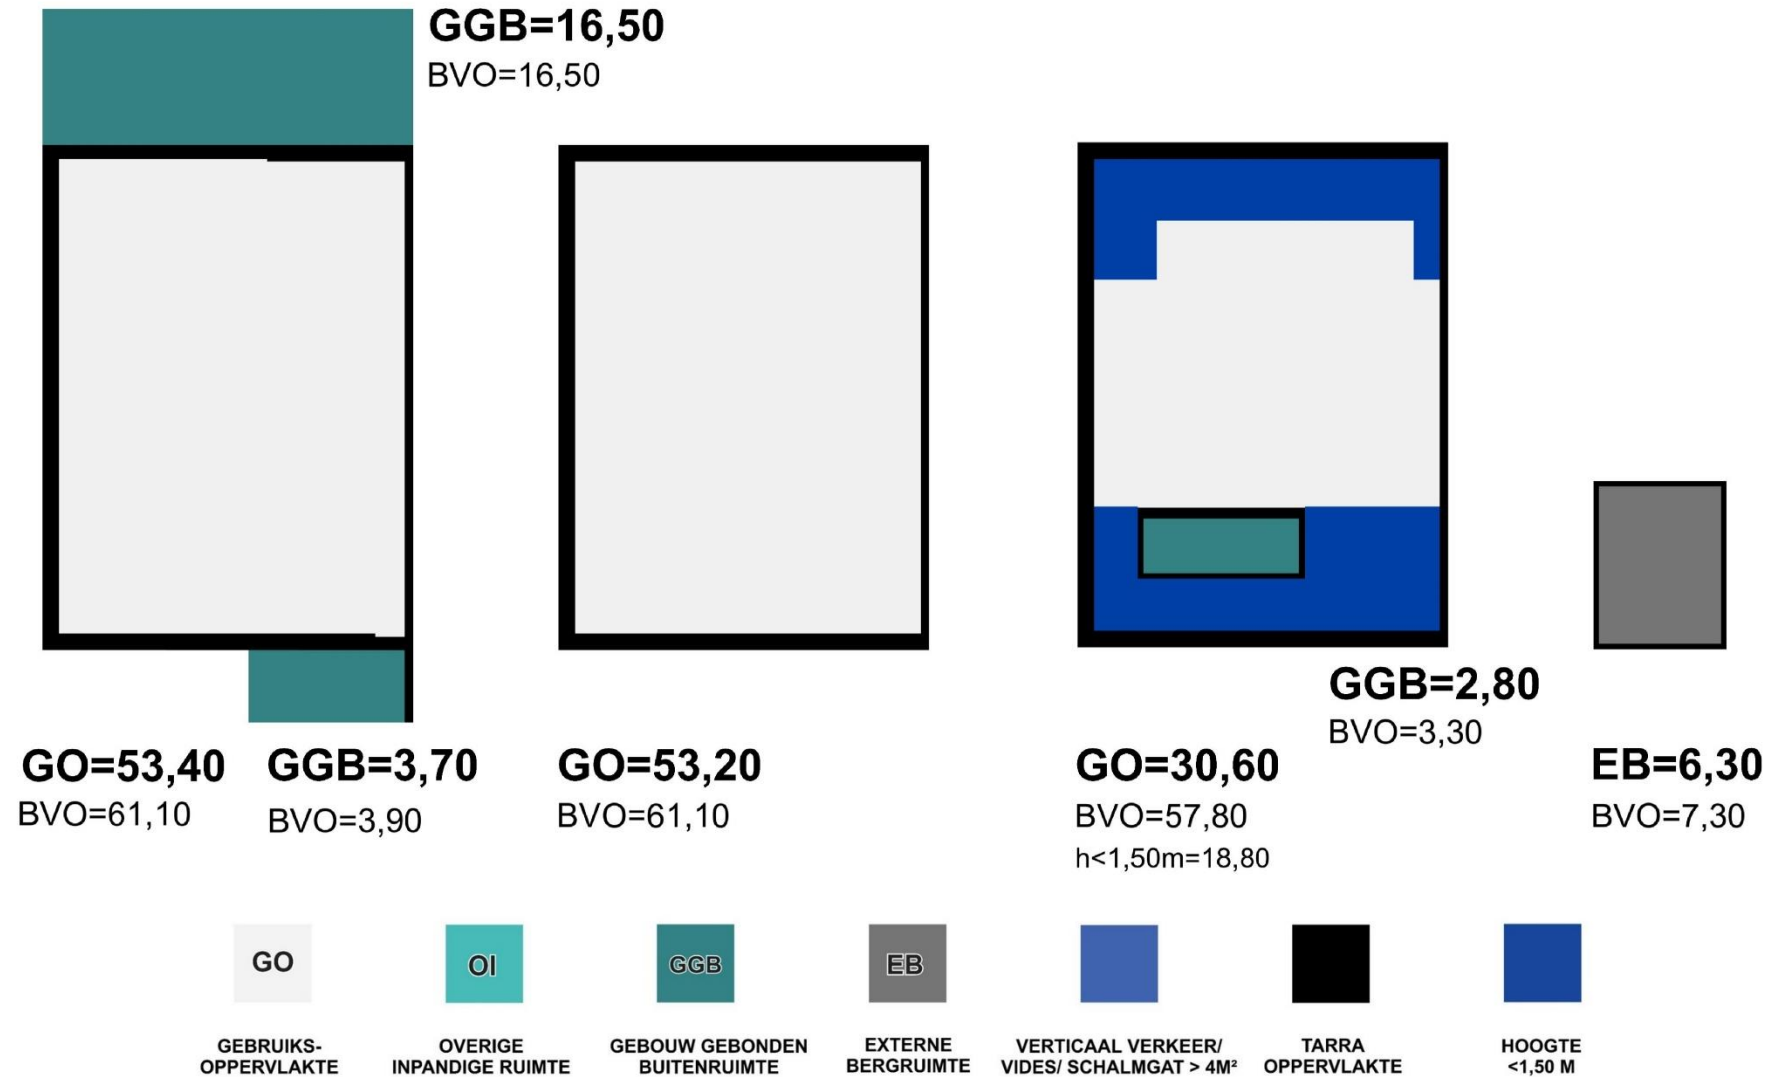 GGB=16,50
BVO=16,50
GO=53,40
BVO=61,10
GGB=3,70
BVO=3,90
GO=53,20
BVO=61,10
GGB=2,80
BVO=3,30
GO=30,60
BVO=57,80
h<1,50m=18,80
EB=6,30
BVO=7,30
GO
GEBRUIKS-
OPPERVLAKTE
OI
OVERIGE
INPANDIGE RUIMTE
GGB
GEBOUW GEBONDEN
BUITENRUIMTE
EB
EXTERNE
BERGRUIMTE
VERTICAAL VERKEER/
VIDES/ SCHALMGAT > 4M²
TARRA
OPPERVLAKTE
HOOGTE
<1,50 M